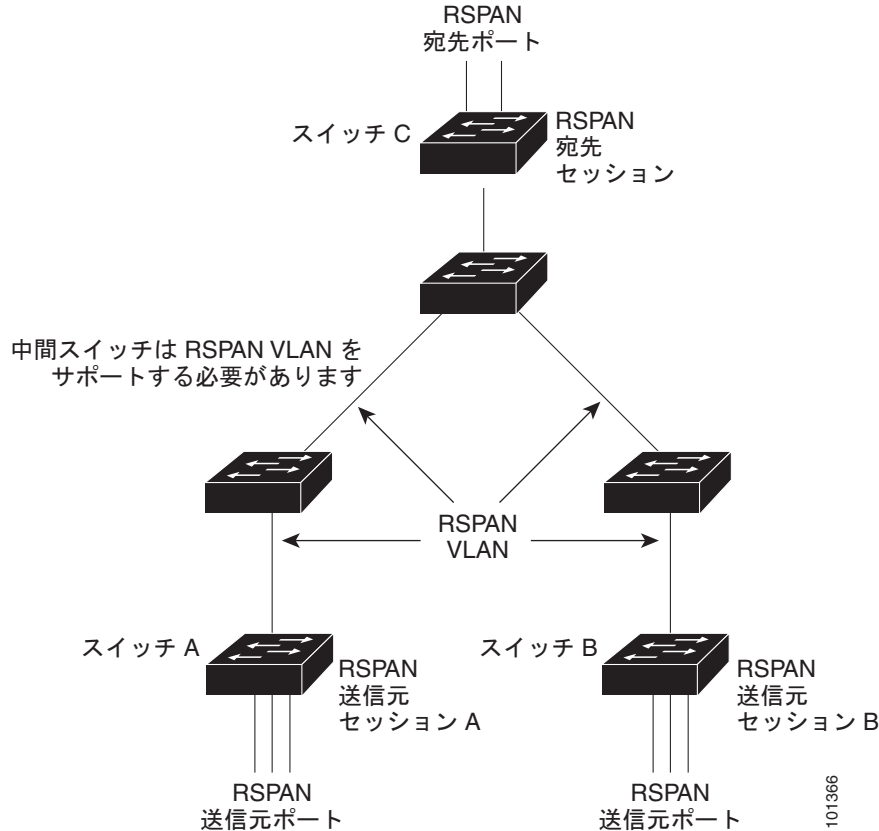 RSPAN
宛先ポート
スイッチ C
RSPAN
宛先
セッション
中間スイッチは RSPAN VLAN を
サポートする必要があります
RSPAN
VLAN
スイッチ A
RSPAN
送信元
セッション A
スイッチ B
RSPAN
送信元
セッション B
RSPAN
送信元ポート
RSPAN
送信元ポート
101366